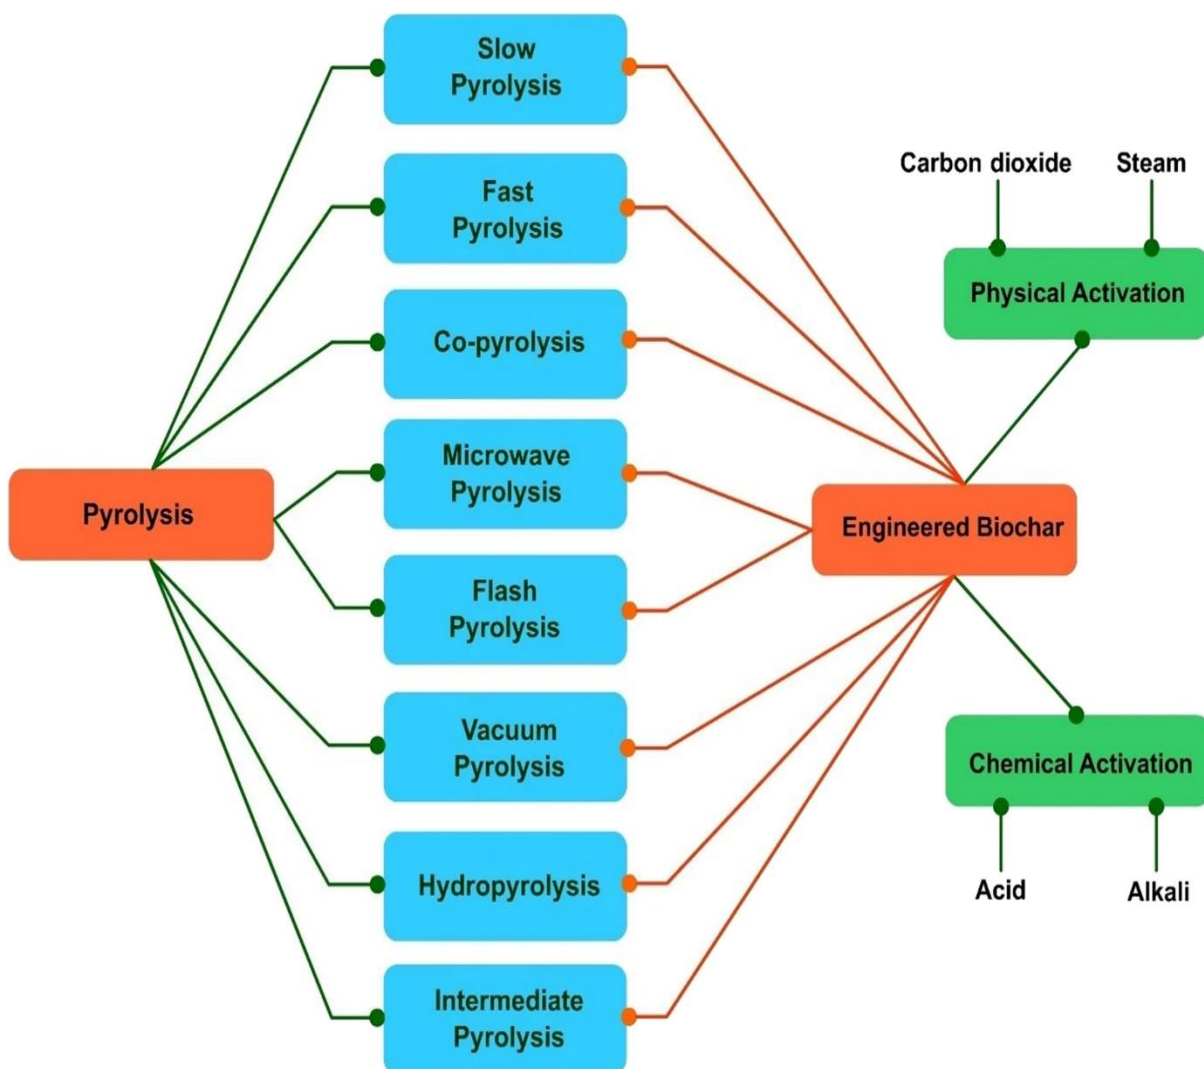 Slow
Pyrolysis
Fast
Pyrolysis
Co-pyrolysis
Microwave
Pyrolysis
Flash
Pyrolysis
Vacuum
Pyrolysis
Hydropyrolysis
Intermediate
Pyrolysis
Pyrolysis
Engineered Biochar
Carbon dioxide
Steam
Physical Activation
Chemical Activation
Acid
Alkali